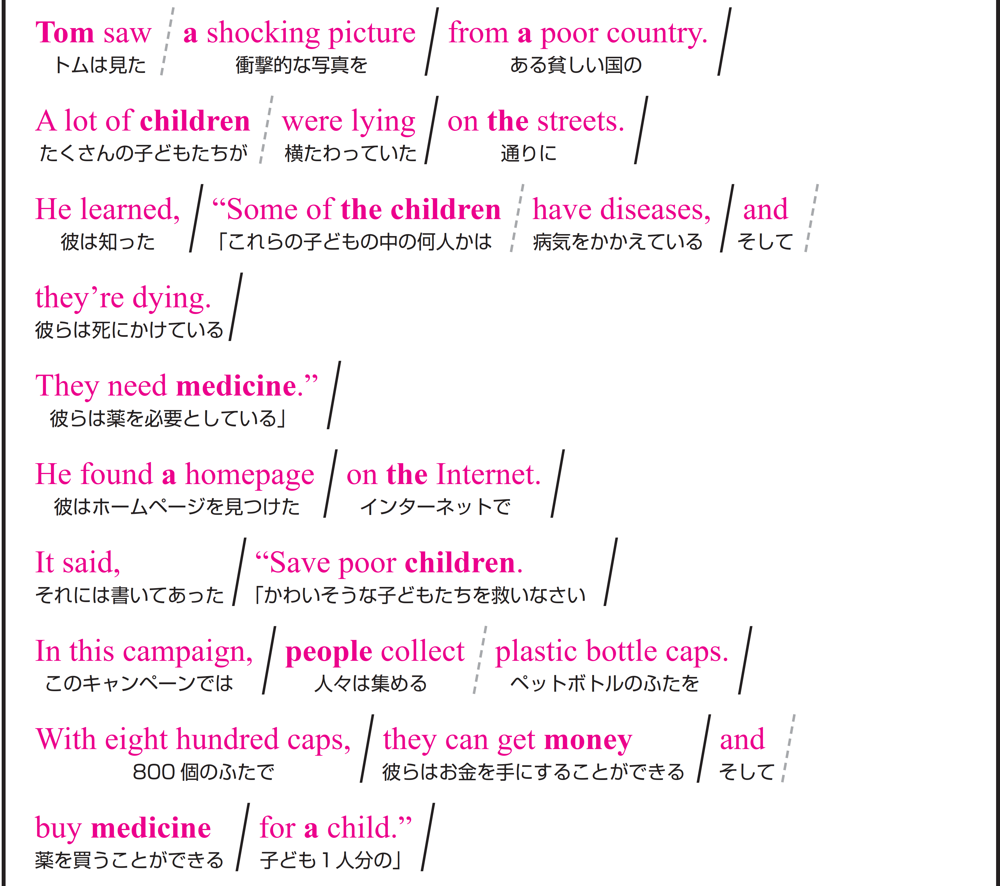 Tom saw a shocking picture from a poor country.
トムは見た 衝撃的な写真を ある貧しい国の
A lot of children were lying on the streets.
たくさんの子どもたちが 横たわっていた 通りに
He learned, “Some of the children have diseases, and
彼は知った 「これらの子どもの中の何人かは 病気をかかえている そして
they’re dying.
彼らは死にかけている
They need medicine.”
彼らは薬を必要としている」
He found a homepage on the Internet.
彼はホームページを見つけた インターネットで
It said, “Save poor children.
それには書いてあった 「かわいそうな子どもたちを救いなさい
In this campaign, people collect plastic bottle caps.
このキャンペーンでは 人々は集める ペットボトルのふたを
With eight hundred caps, they can get money and
800 個のふたで 彼らはお金を手にすることができる そして
buy medicine for a child.”
薬を買うことができる 子ども1人分の」